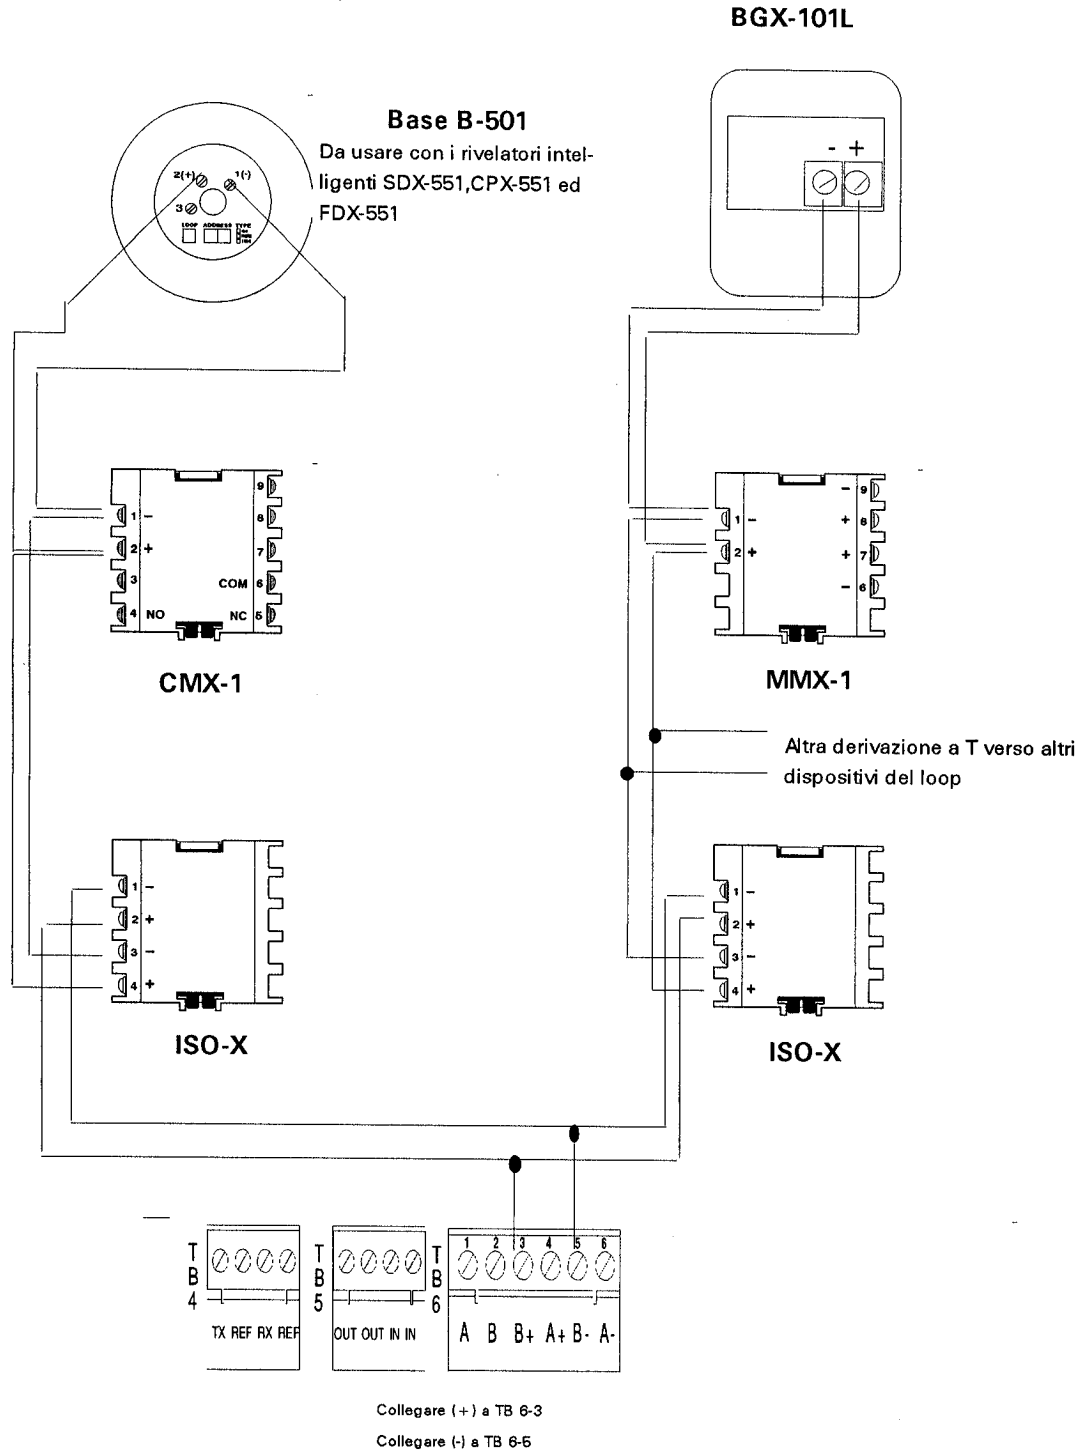 BGX-101L
Base B-501
Da usare con i rivelatori intel-
ligenti SDX-551,CPX-551 ed
FDX-551
- +
2(+) 1(-)
3
LOOP ADDRESS TYPE
9
1 - 8
2 + 7
3 COM 6
4 NO NC 5
CMX-1
- 9
1 - + 8
2 + + 7
- 6
MMX-1
Altra derivazione a T verso altri
dispositivi del loop
1 -
2 +
3 -
4 +
ISO-X
1 -
2 +
3 -
4 +
ISO-X
TB4
TX REF RX REF
TB5
OUT OUT IN IN
TB6
1 2 3 4 5 6
A B B+ A+ B- A-
Collegare (+) a TB 6-3
Collegare (-) a TB 6-5